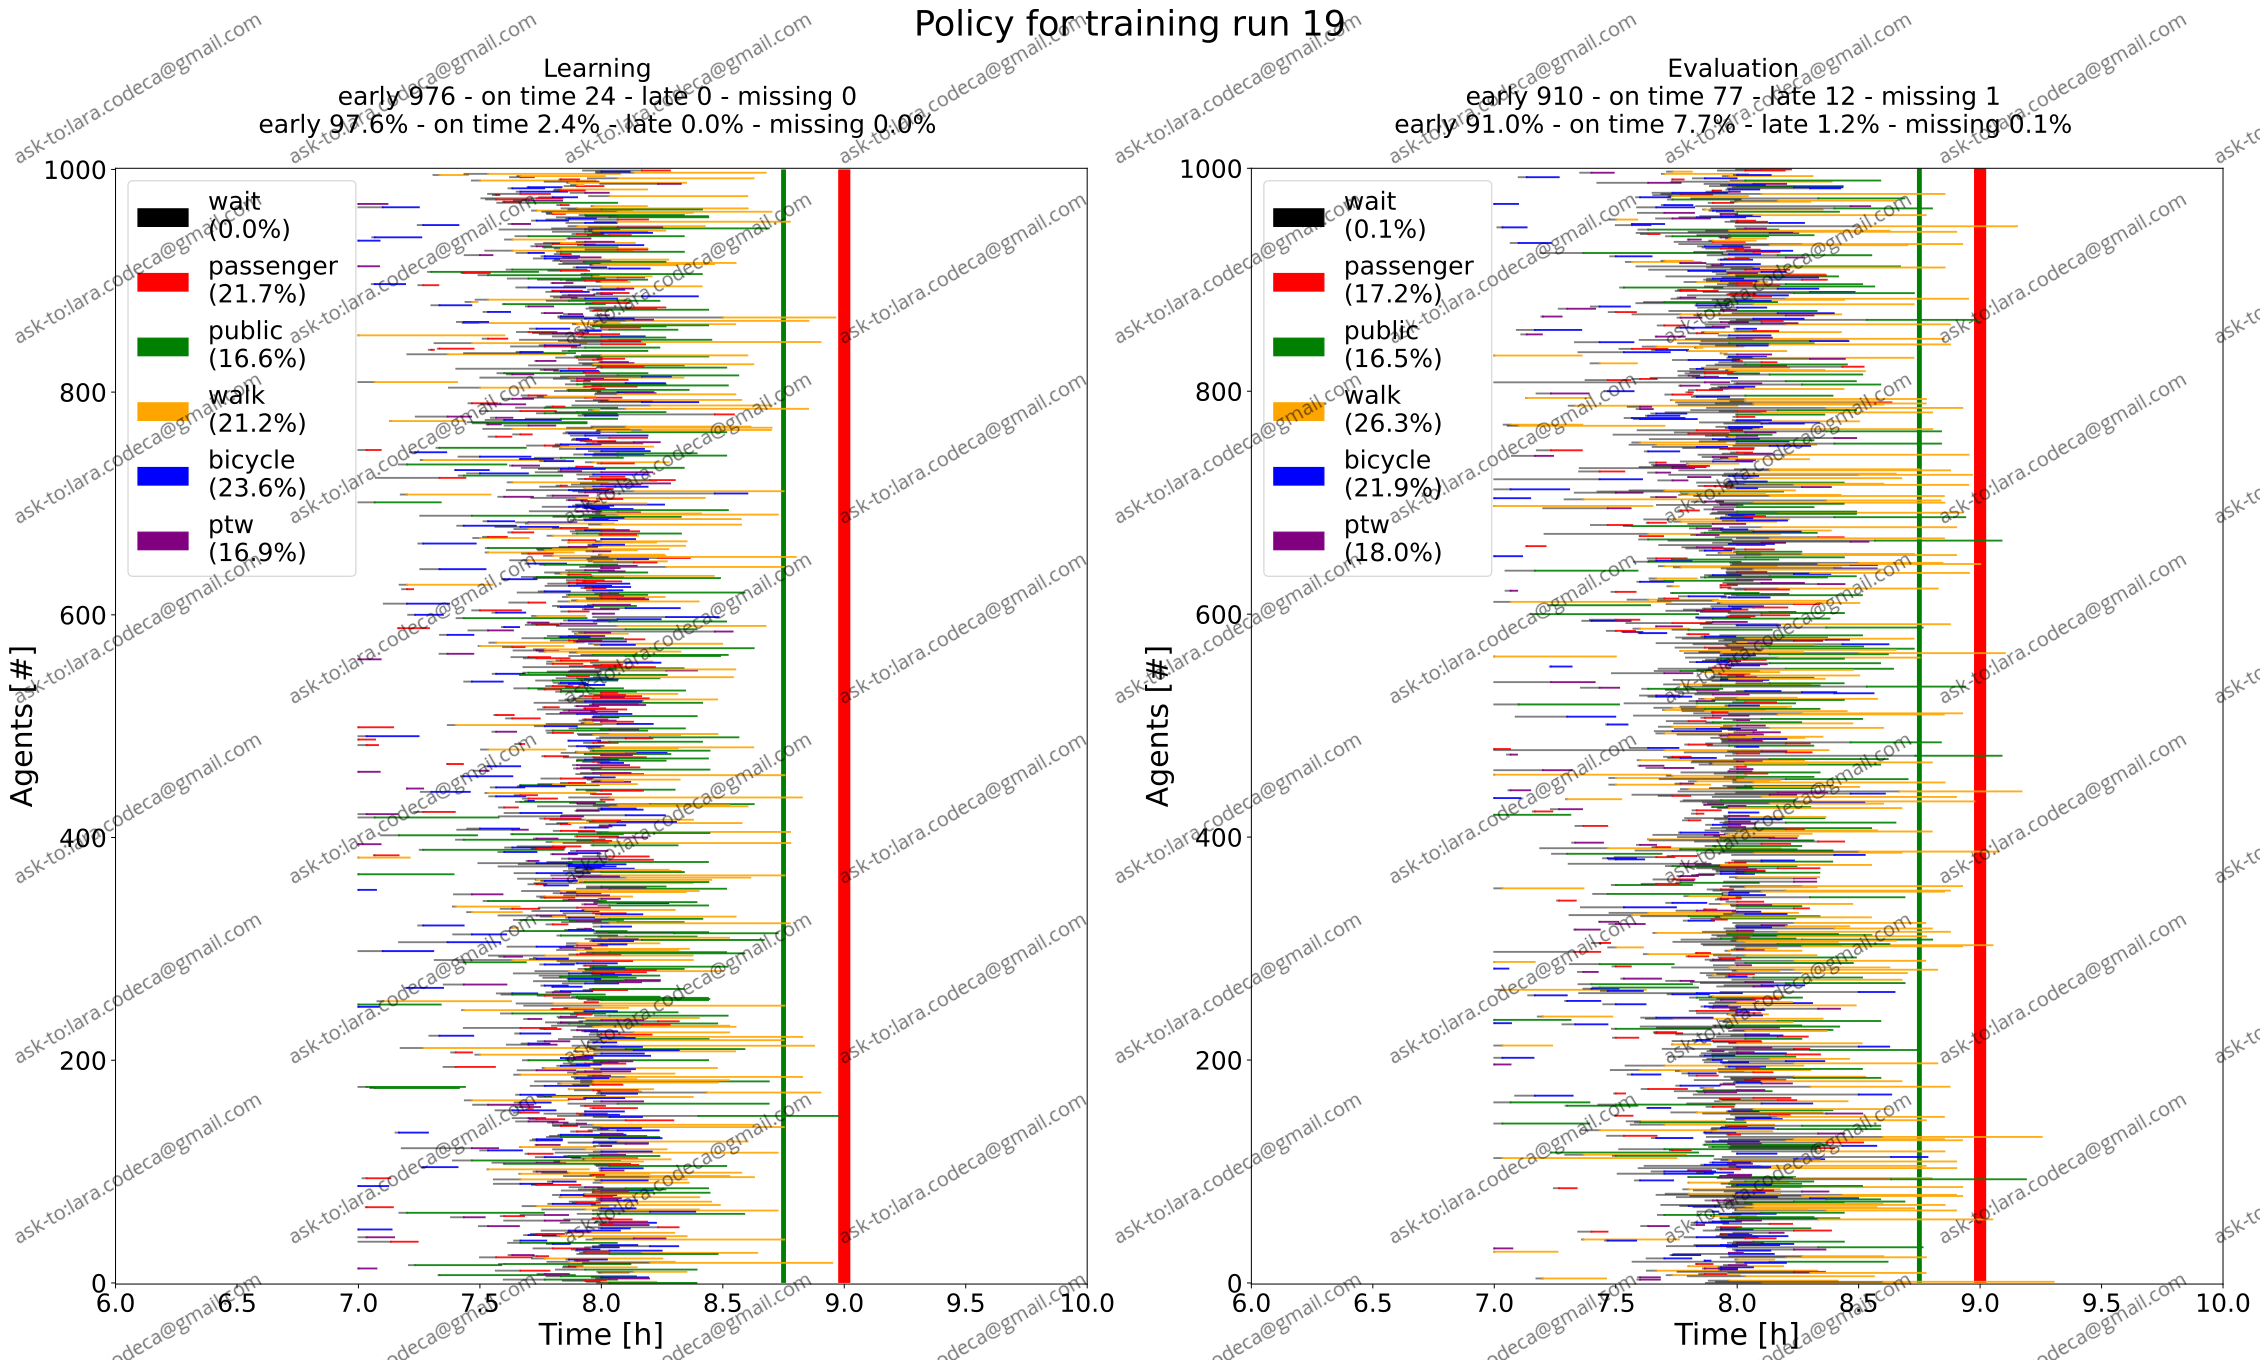 Policy for training run 19
Learning
early 976 - on time 24 - late 0 - missing 0
early 97.6% - on time 2.4% - late 0.0% - missing 0.0%
1000
800
600
400
200
0
Agents [#]
wait
(0.0%)
passenger
(21.7%)
public
(16.6%)
walk
(21.2%)
bicycle
(23.6%)
ptw
(16.9%)
6.0 6.5 7.0 7.5 8.0 8.5 9.0 9.5 10.0
Time [h]
Evaluation
early 910 - on time 77 - late 12 - missing 1
early 91.0% - on time 7.7% - late 1.2% - missing 0.1%
1000
800
600
400
200
0
Agents [#]
wait
(0.1%)
passenger
(17.2%)
public
(16.5%)
walk
(26.3%)
bicycle
(21.9%)
ptw
(18.0%)
6.0 6.5 7.0 7.5 8.0 8.5 9.0 9.5 10.0
Time [h]
ask-to:lara.codeca@gmail.com